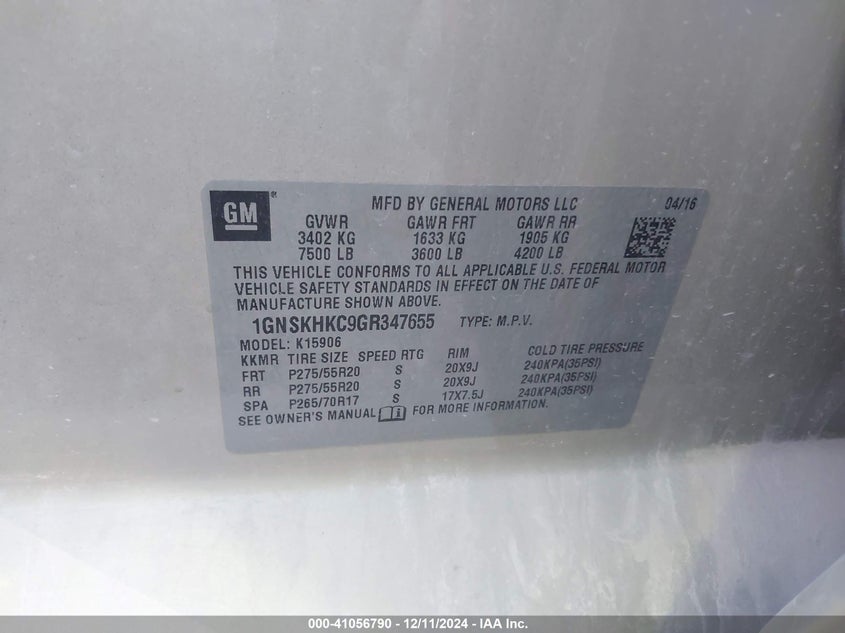 GM® MFD BY GENERAL MOTORS LLC 04/16
GVWR GAWR FRT GAWR RR
3402 KG 1633 KG 1905 KG
7500 LB 3600 LB 4200 LB
THIS VEHICLE CONFORMS TO ALL APPLICABLE U.S. FEDERAL MOTOR
VEHICLE SAFETY STANDARDS IN EFFECT ON THE DATE OF
MANUFACTURE SHOWN ABOVE.
1GNSKHKC9GR347655 TYPE: M.P.V.
MODEL: K15906
KKMR TIRE SIZE SPEED RTG RIM COLD TIRE PRESSURE
FRT P275/55R20 S 20X9J 240KPA(35PSI)
RR P275/55R20 S 20X9J 240KPA(35PSI)
SPA P265/70R17 S 17X7.5J 240KPA(35PSI)
SEE OWNER'S MANUAL i FOR MORE INFORMATION.
000-41056790 - 12/11/2024 - IAA Inc.